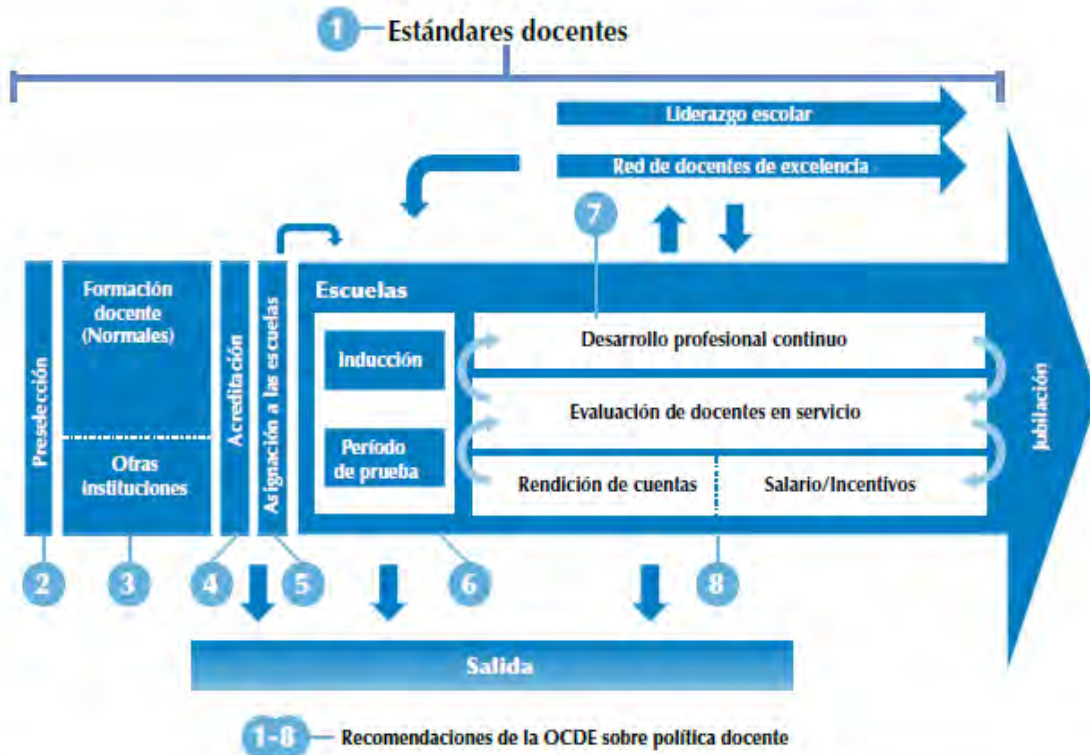 1 Estándares docentes
Liderazgo escolar
Red de docentes de excelencia
7
Preselección
Formación
docente
(Normales)
Otras
instituciones
Acreditación
Asignación a las escuelas
Escuelas
Inducción
Período
de prueba
Desarrollo profesional continuo
Evaluación de docentes en servicio
Rendición de cuentas
Salario/Incentivos
Jubilación
2
3
4
5
6
8
Salida
1-8 Recomendaciones de la OCDE sobre política docente